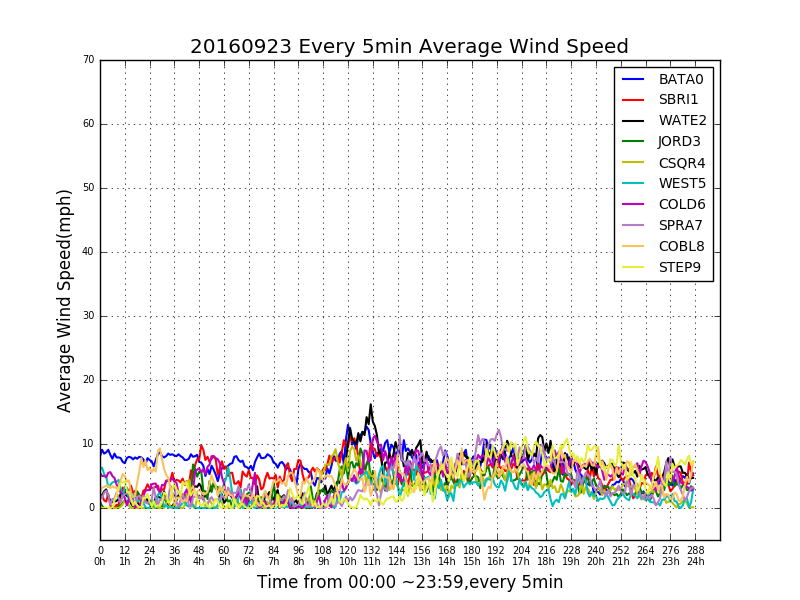 20160923 Every 5min Average Wind Speed
70
60
50
40
30
20
10
0
Average Wind Speed(mph)
BATA0
SBRI1
WATE2
JORD3
CSQR4
WEST5
COLD6
SPRA7
COBL8
STEP9
0 12 24 36 48 60 72 84 96 108 120 132 144 156 168 180 192 204 216 228 240 252 264 276 288
0h 1h 2h 3h 4h 5h 6h 7h 8h 9h 10h 11h 12h 13h 14h 15h 16h 17h 18h 19h 20h 21h 22h 23h 24h
Time from 00:00 ~23:59,every 5min